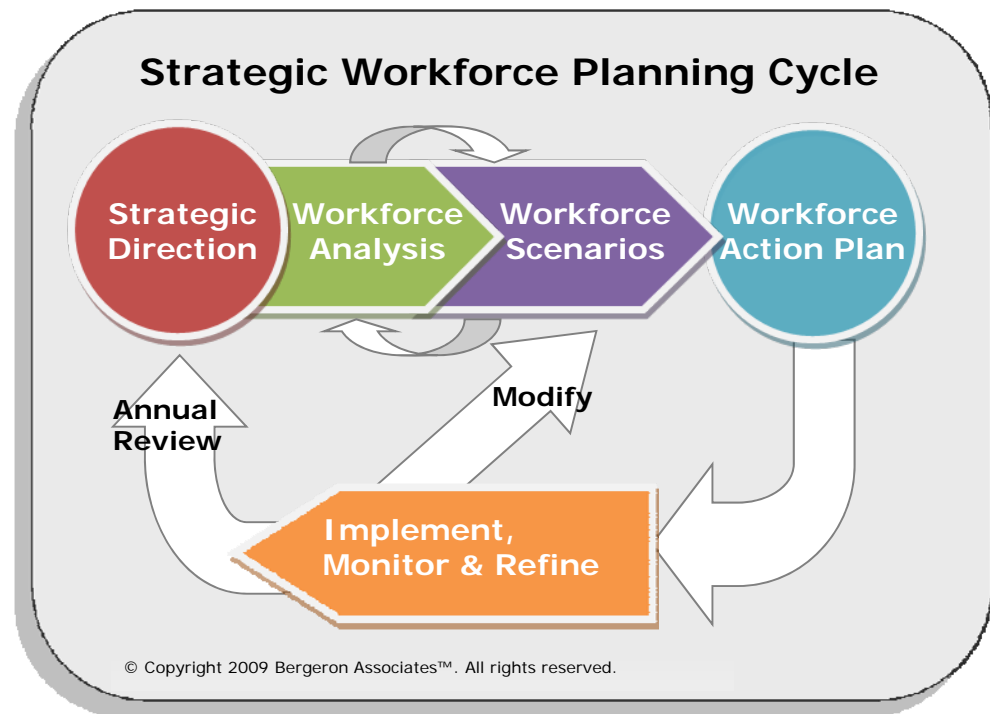 Strategic Workforce Planning Cycle
Strategic
Direction
Workforce
Analysis
Workforce
Scenarios
Workforce
Action Plan
Annual
Review
Modify
Implement,
Monitor & Refine
© Copyright 2009 Bergeron Associates™. All rights reserved.